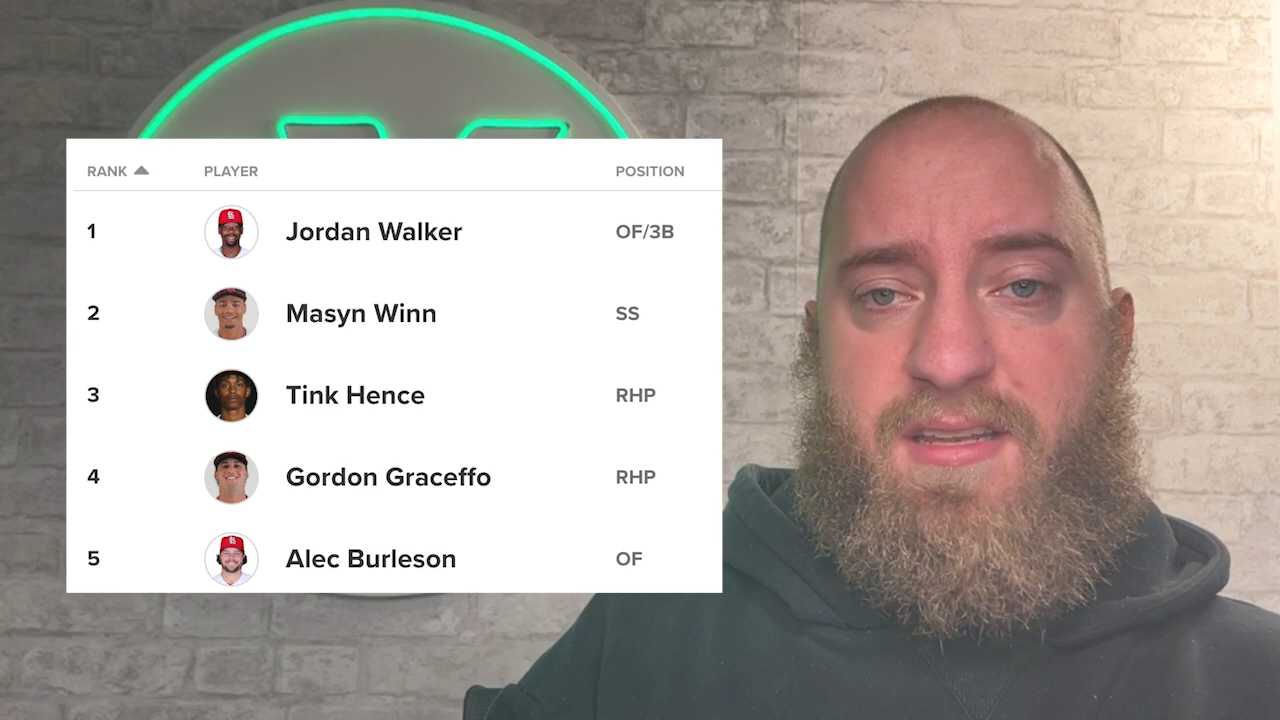 RANK PLAYER POSITION
1 Jordan Walker OF/3B
2 Masyn Winn SS
3 Tink Hence RHP
4 Gordon Graceffo RHP
5 Alec Burleson OF